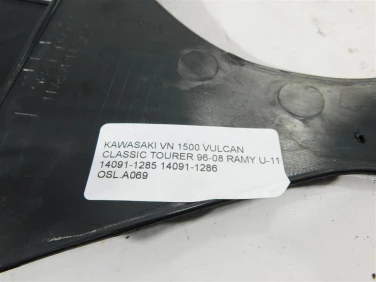 KAWASAKI VN 1500 VULCAN
CLASSIC TOURER 96-08 RAMY U-11
14091-1285 14091-1286
OSL.A069